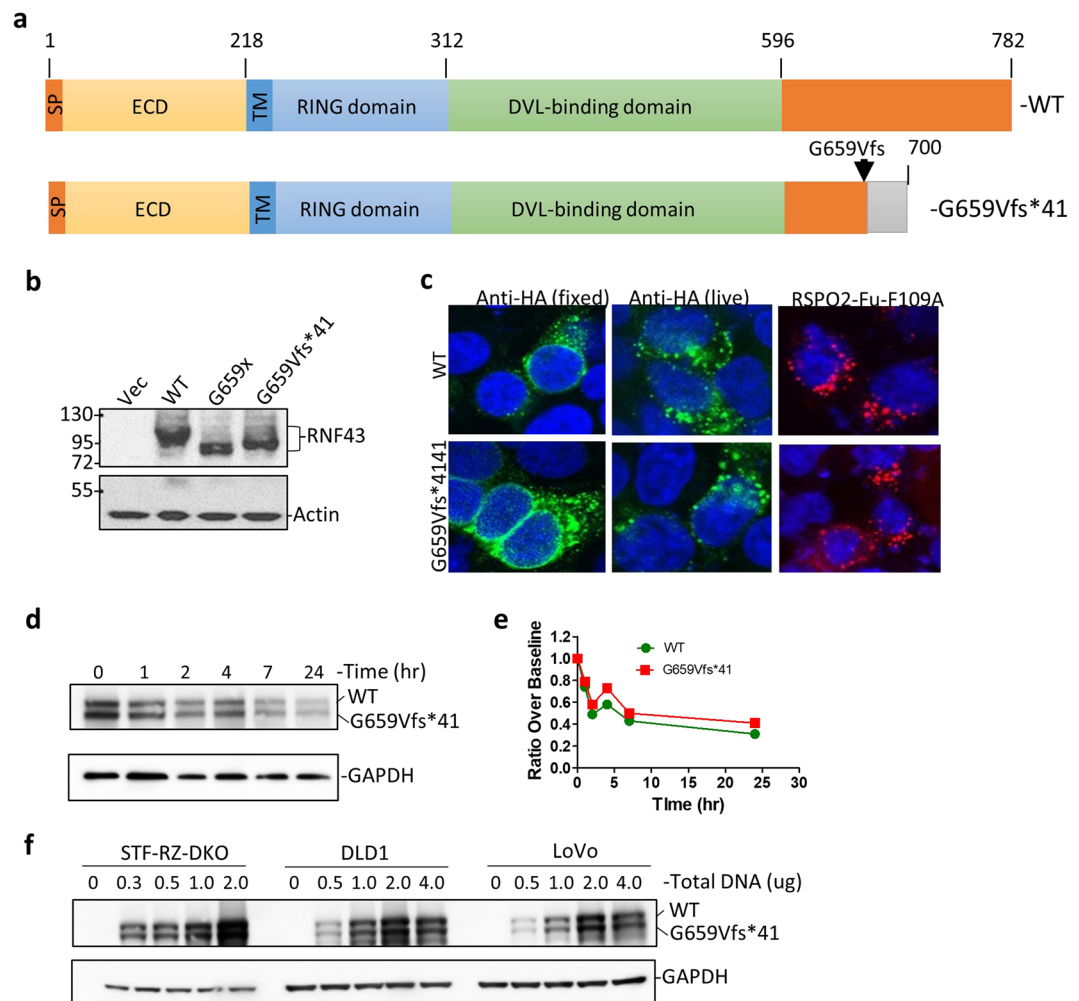 a
1 218 312 596 782
SP ECD TM RING domain DVL-binding domain -WT
G659Vfs 700
SP ECD TM RING domain DVL-binding domain -G659Vfs*41
b
Vec WT G659x G659Vfs*41
130
95
72
-RNF43
55
-Actin
c
Anti-HA (fixed) Anti-HA (live) RSPO2-Fu-F109A
WT
G659Vfs*4141
d
0 1 2 4 7 24 -Time (hr)
WT
G659Vfs*41
-GAPDH
e
Ratio Over Baseline
1.2
1.0
0.8
0.6
0.4
0.2
0.0
WT
G659Vfs*41
0 5 10 15 20 25 30
TIme (hr)
f
STF-RZ-DKO DLD1 LoVo
0 0.3 0.5 1.0 2.0 0 0.5 1.0 2.0 4.0 0 0.5 1.0 2.0 4.0 -Total DNA (ug)
WT
G659Vfs*41
-GAPDH